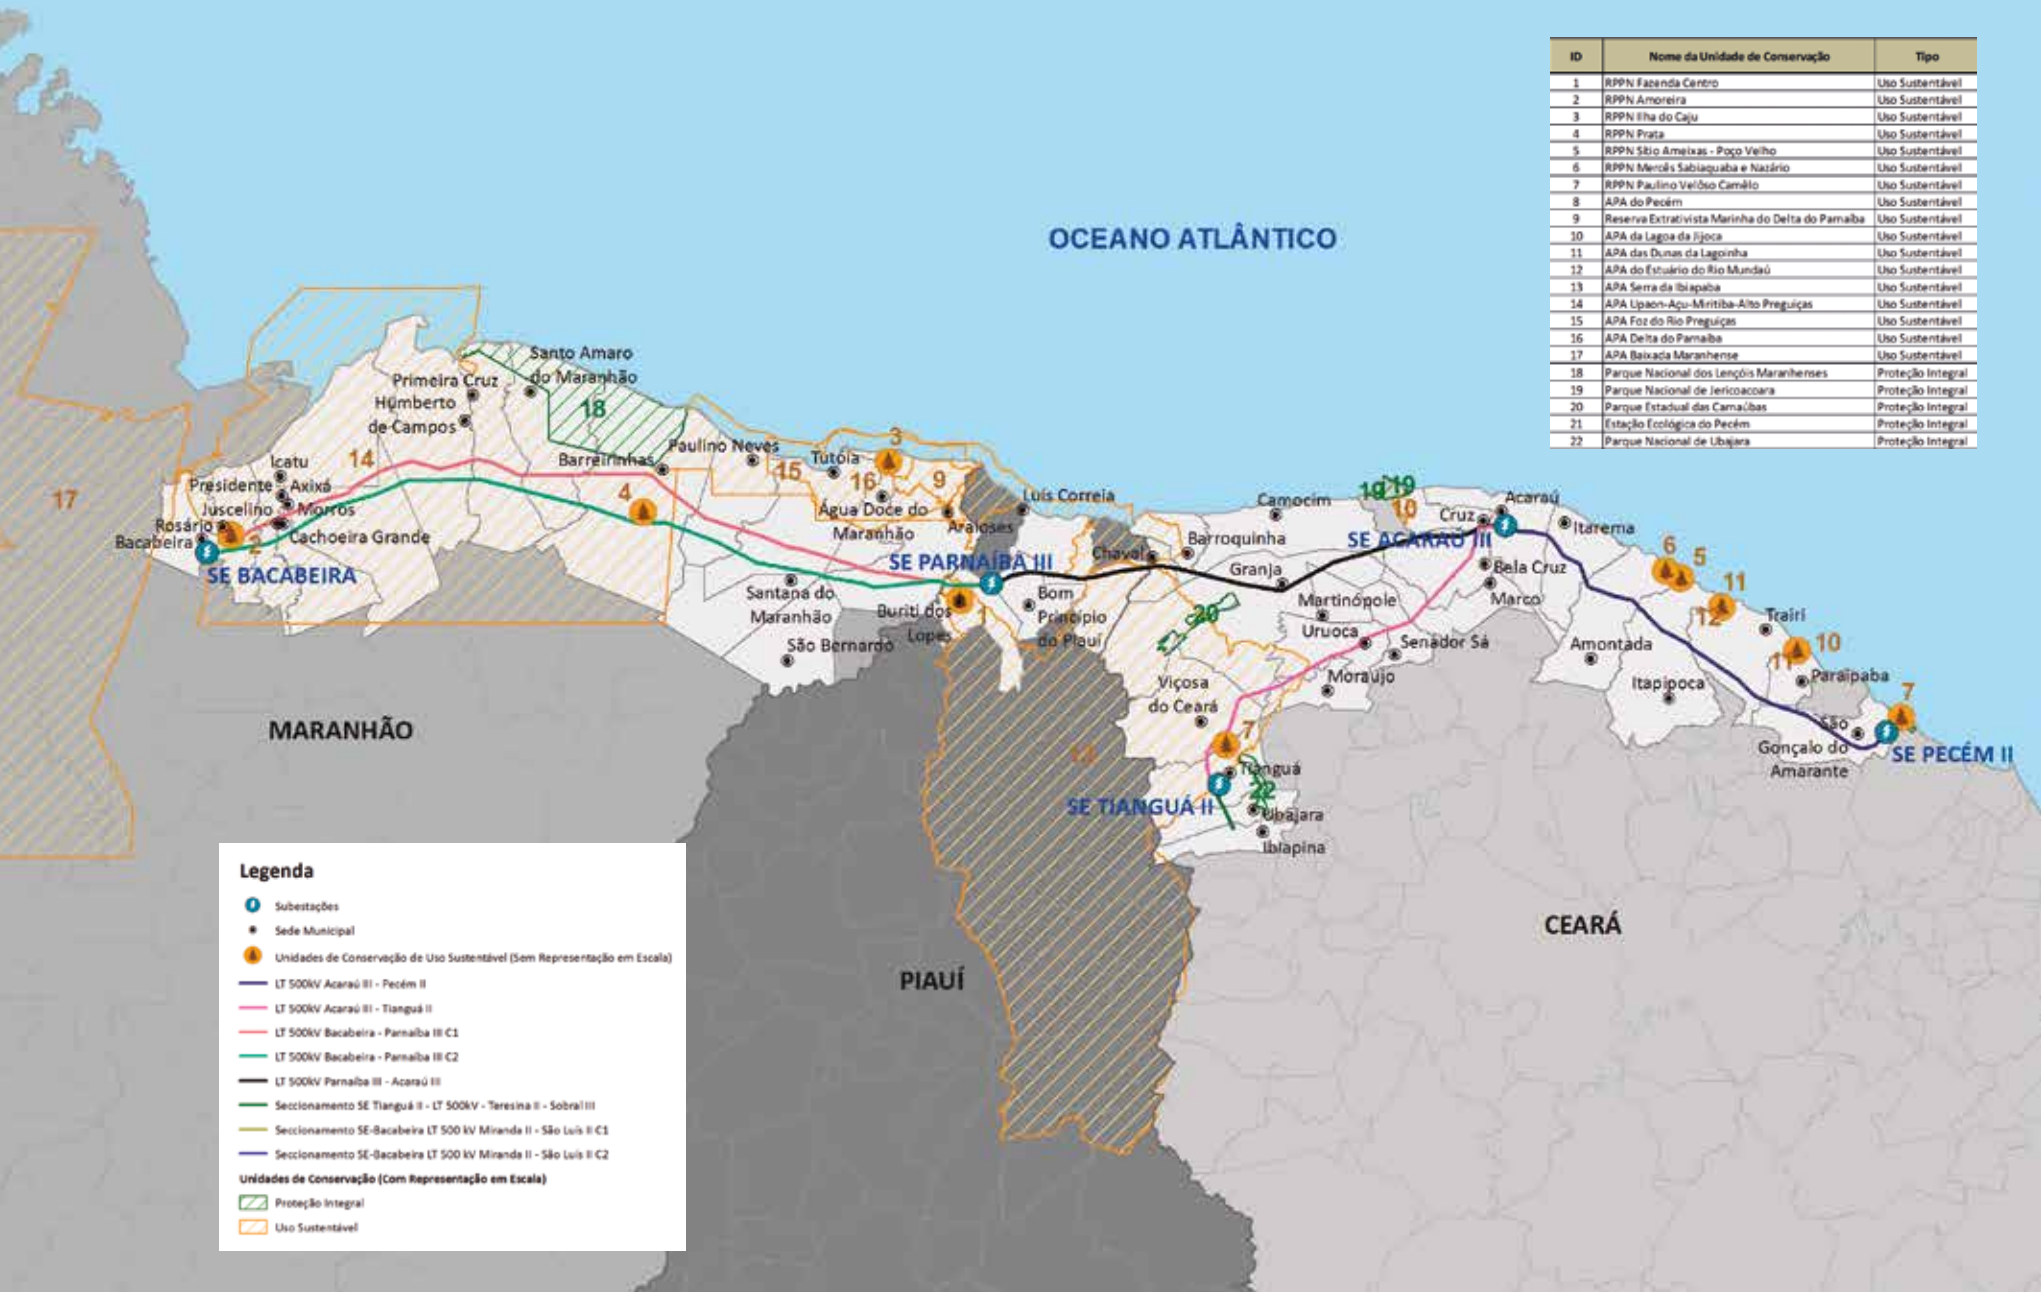 ID Nome da Unidade de Conservação Tipo
1 RPPN Fazenda Centro Uso Sustentável
2 RPPN Amoreira Uso Sustentável
3 RPPN Ilha do Caju Uso Sustentável
4 RPPN Prata Uso Sustentável
5 RPPN Sítio Ameixas - Poço Velho Uso Sustentável
6 RPPN Mercês Sabiaquaba e Nazário Uso Sustentável
7 RPPN Paulino Velôso Camêlo Uso Sustentável
8 APA do Pecém Uso Sustentável
9 Reserva Extrativista Marinha do Delta do Parnaíba Uso Sustentável
10 APA da Lagoa da Jijoca Uso Sustentável
11 APA das Dunas da Lagoinha Uso Sustentável
12 APA do Estuário do Rio Mundaú Uso Sustentável
13 APA Serra da Ibiapaba Uso Sustentável
14 APA Upaon-Açu-Miritiba-Alto Preguiças Uso Sustentável
15 APA Foz do Rio Preguiças Uso Sustentável
16 APA Delta do Parnaíba Uso Sustentável
17 APA Baixada Maranhense Uso Sustentável
18 Parque Nacional dos Lençóis Maranhenses Proteção Integral
19 Parque Nacional de Jericoacoara Proteção Integral
20 Parque Estadual das Carnaúbas Proteção Integral
21 Estação Ecológica do Pecém Proteção Integral
22 Parque Nacional de Ubajara Proteção Integral
OCEANO ATLÂNTICO
Santo Amaro
do Maranhão
Primeira Cruz
Humberto
de Campos
18
14
17
Icatu
Presidente
Juscelino
Axixá
Morros
Rosário
Bacabeira
2
Cachoeira Grande
SE BACABEIRA
Barreirinhas
4
Paulino Neves
15
Tutóia
3
16
9
Água Doce do
Maranhão
Araioses
Luís Correia
SE PARNAÍBA III
Santana do
Maranhão
São Bernardo
Buriti dos
Lopes
1
Bom
Princípio
do Piauí
Chaval
Barroquinha
Camocim
Granja
19
19
10
Cruz
Acaraú
SE ACARAÚ III
Itarema
Bela Cruz
Marco
Martinópole
Uruoca
Senador Sá
Moraújo
20
Viçosa
do Ceará
7
Tianguá
SE TIANGUÁ II
22
Ubajara
Ibiapina
13
6
5
11
12
Trairi
10
11
Paraipaba
Amontada
Itapipoca
7
São
Gonçalo do
Amarante
SE PECÉM II
MARANHÃO
PIAUÍ
CEARÁ
Legenda
Subestações
Sede Municipal
Unidades de Conservação de Uso Sustentável (Sem Representação em Escala)
LT 500kV Acaraú III - Pecém II
LT 500kV Acaraú III - Tianguá II
LT 500kV Bacabeira - Parnaíba III C1
LT 500kV Bacabeira - Parnaíba III C2
LT 500kV Parnaíba III - Acaraú III
Seccionamento SE Tianguá II - LT 500kV - Teresina II - Sobral III
Seccionamento SE-Bacabeira LT 500 kV Miranda II - São Luís II C1
Seccionamento SE-Bacabeira LT 500 kV Miranda II - São Luís II C2
Unidades de Conservação (Com Representação em Escala)
Proteção Integral
Uso Sustentável